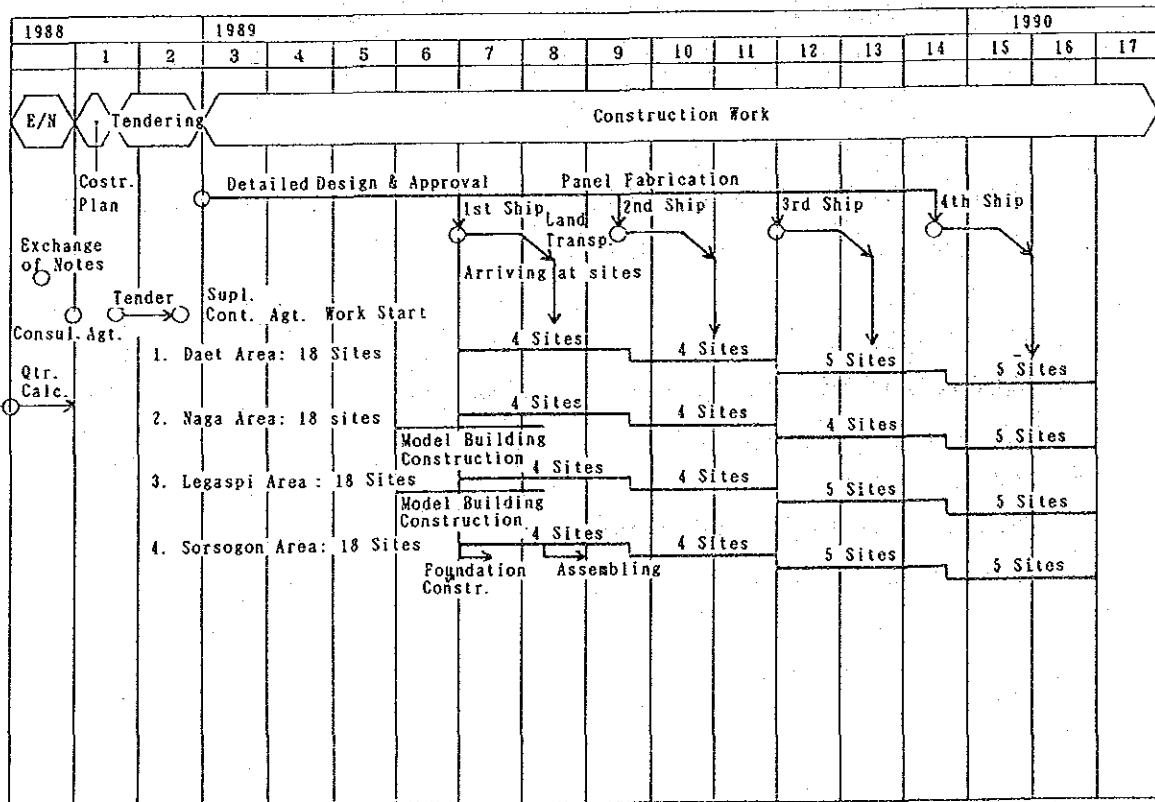 1988 1989 1990
1 2 3 4 5 6 7 8 9 10 11 12 13 14 15 16 17
E/N Tendering Construction Work
Costr. Plan
Detailed Design & Approval Panel Fabrication
1st Ship 2nd Ship 3rd Ship 4th Ship
Land
Transp.
Exchange
of Notes
Arriving at sites
Tender
Supl.
Cont. Agt. Work Start
Consul. Agt.
1. Daet Area: 18 Sites 4 Sites 4 Sites 5 Sites 5 Sites
Qtr.
Calc.
2. Naga Area: 18 sites 4 Sites 4 Sites 4 Sites 5 Sites
Model Building
Construction
3. Legaspi Area : 18 Sites 4 Sites 4 Sites 5 Sites 5 Sites
Model Building
Construction
4. Sorsogon Area: 18 Sites 4 Sites 4 Sites 5 Sites 5 Sites
Foundation
Constr.
Assembling